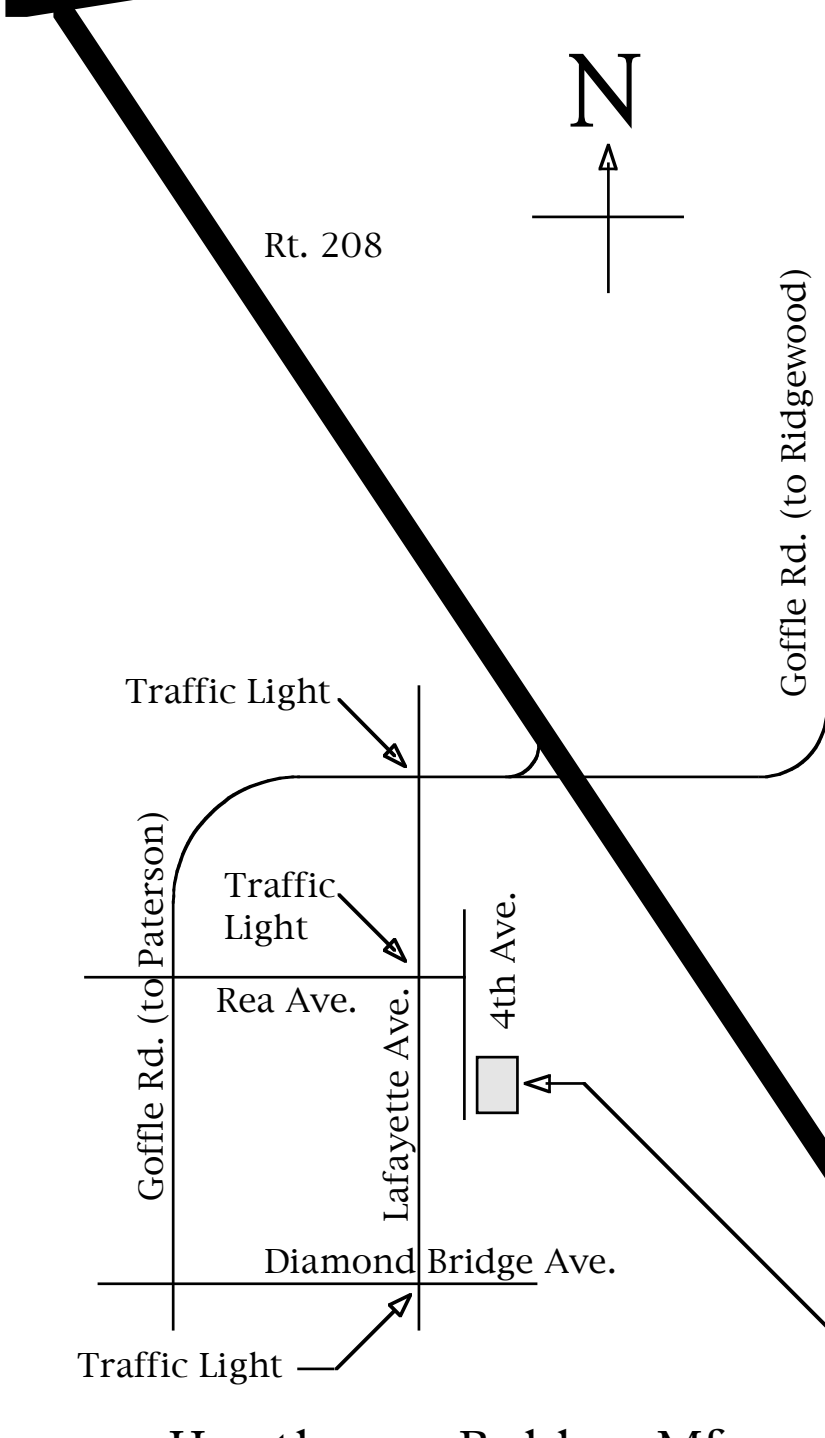 N
Rt. 208
Goffle Rd. (to Ridgewood)
Traffic Light
Traffic
Light
4th Ave.
Goffle Rd. (to Paterson)
Rea Ave.
Lafayette Ave.
Diamond Bridge Ave.
Traffic Light